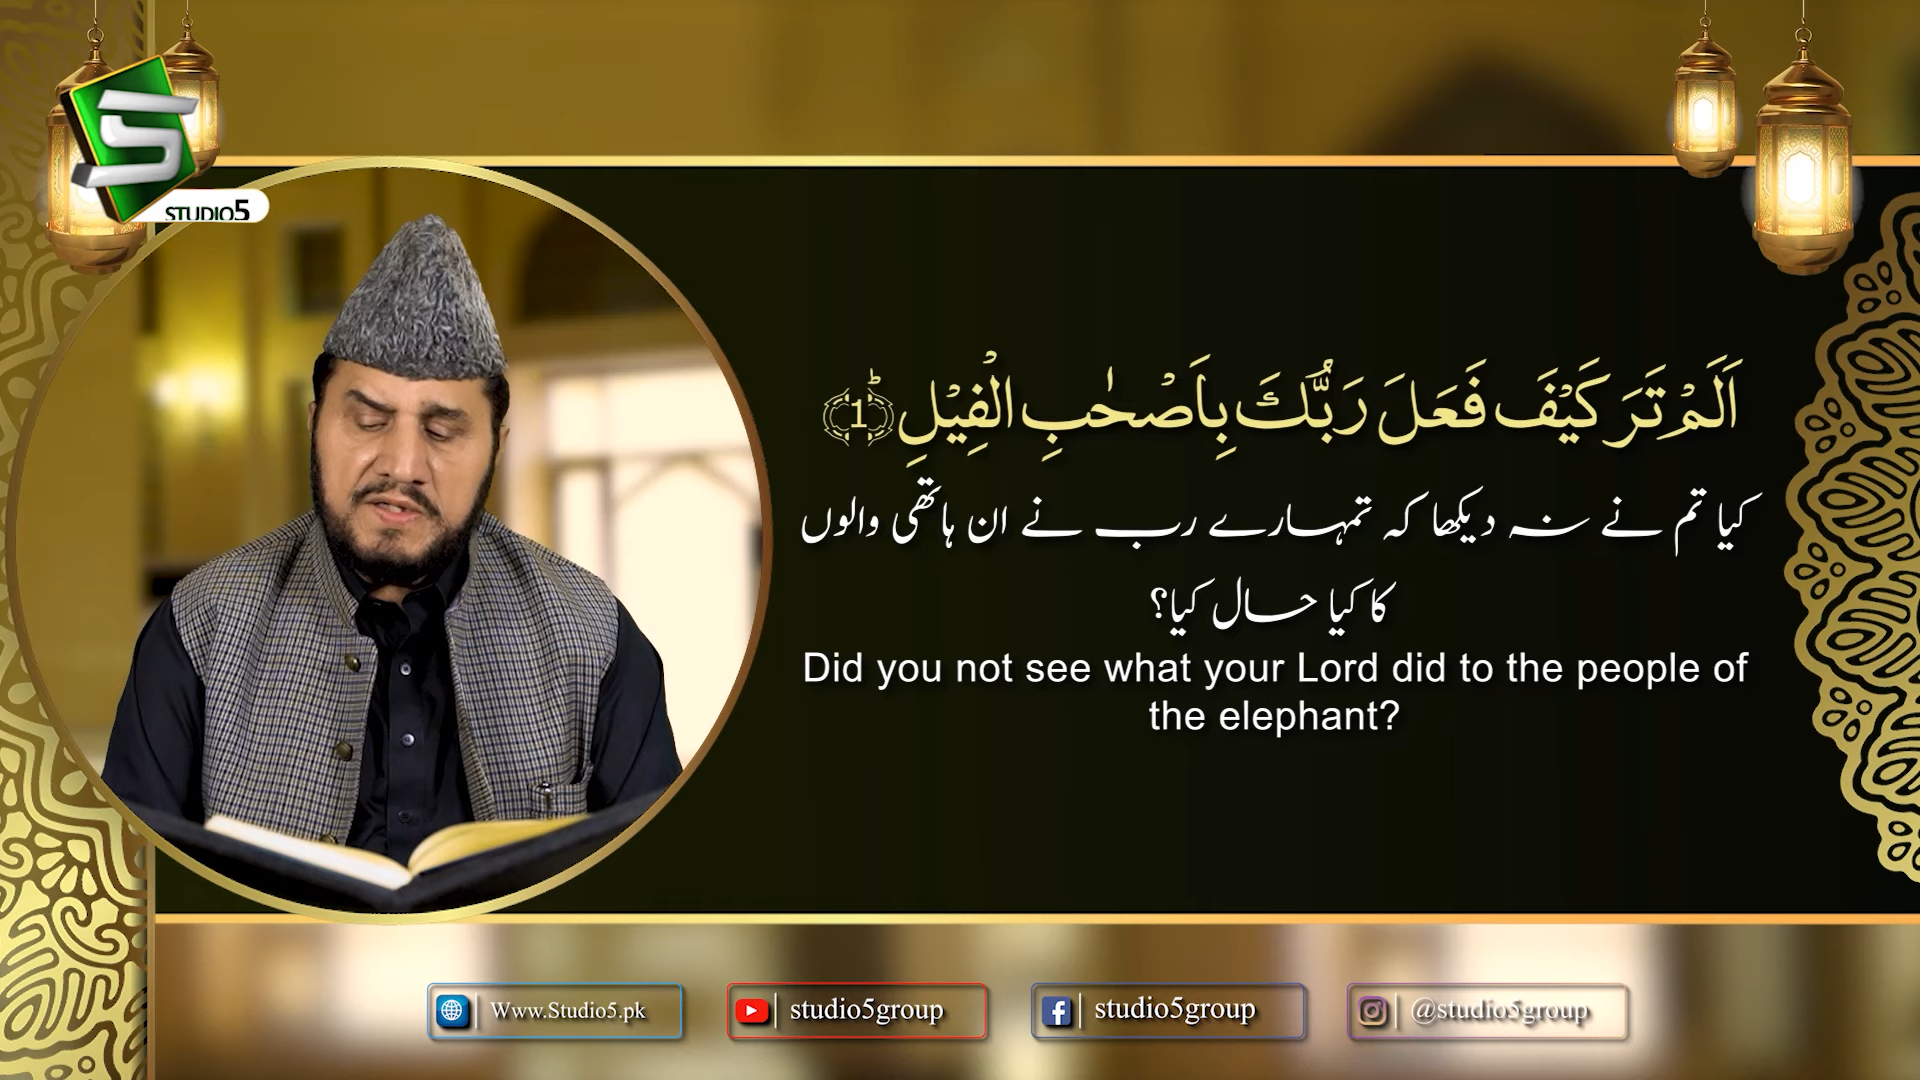 STUDIO5
اَلَمْ تَرَ كَیْفَ فَعَلَ رَبُّكَ بِاَصْحٰبِ الْفِیْلِؕ ﴿1﴾
کیا تم نے نہ دیکھا کہ تمہارے رب نے ان ہاتھی والوں
کا کیا حال کیا؟
Did you not see what your Lord did to the people of
the elephant?
Www.Studio5.pk
studio5group
studio5group
@studio5group